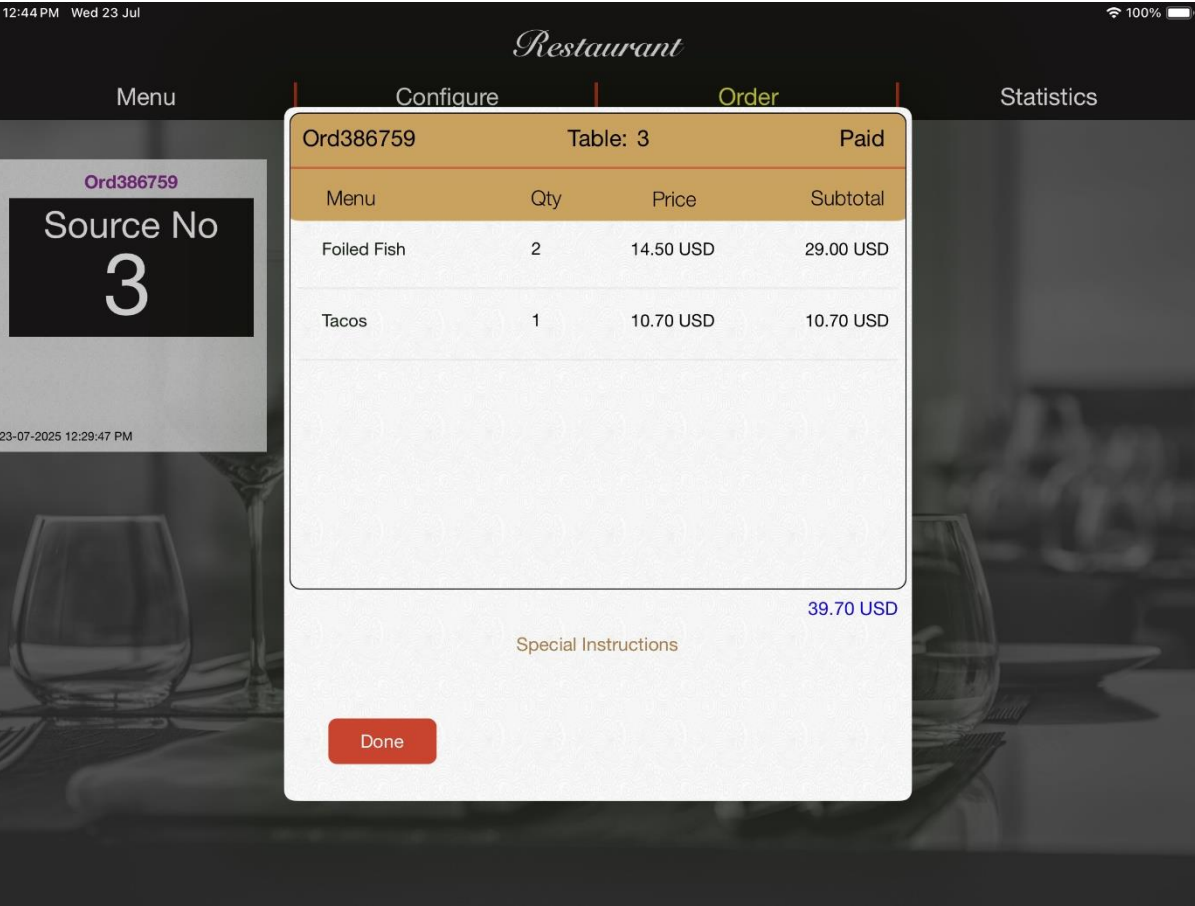 12:44 PM Wed 23 Jul
100%
Restaurant
Menu Configure Order Statistics
Ord386759
Source No
3
23-07-2025 12:29:47 PM
Ord386759 Table: 3 Paid
Menu Qty Price Subtotal
Foiled Fish 2 14.50 USD 29.00 USD
Tacos 1 10.70 USD 10.70 USD
39.70 USD
Special Instructions
Done